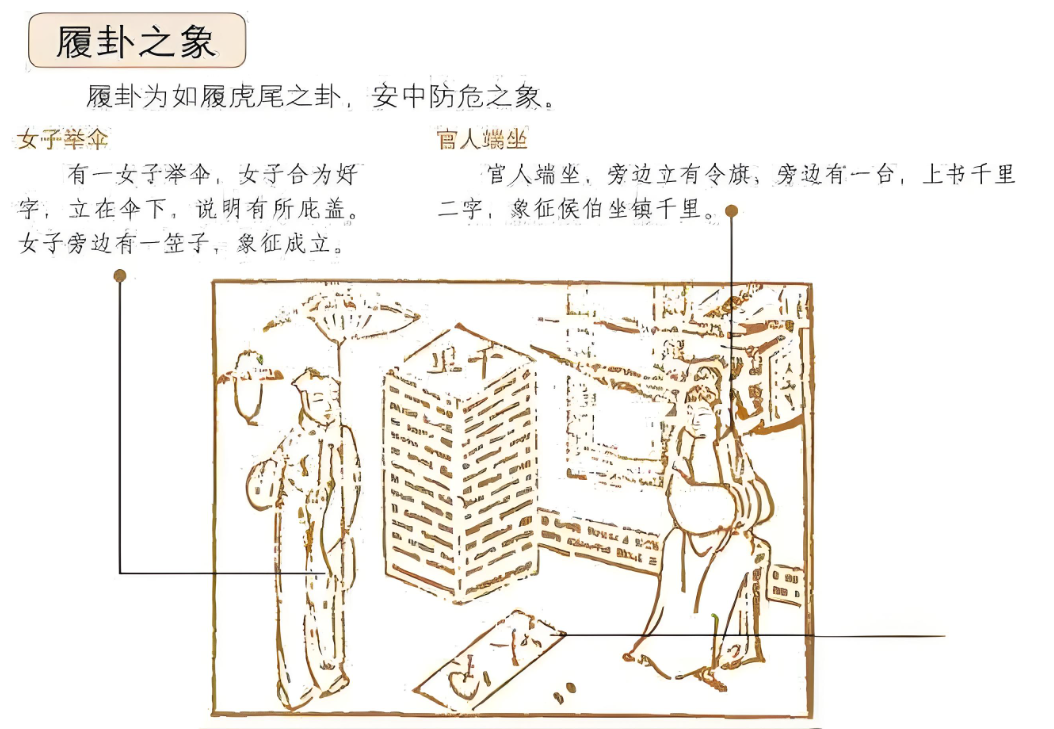 履卦之象
履卦为如履虎尾之卦，安中防危之象。
女子举伞
有一女子举伞，女子合为好
字，立在伞下，说明有所庇盖。
女子旁边有一笠子，象征成立。
官人端坐
官人端坐，旁边立有令旗，旁边有一台，上书千里
二字，象征侯伯坐镇千里。
千里